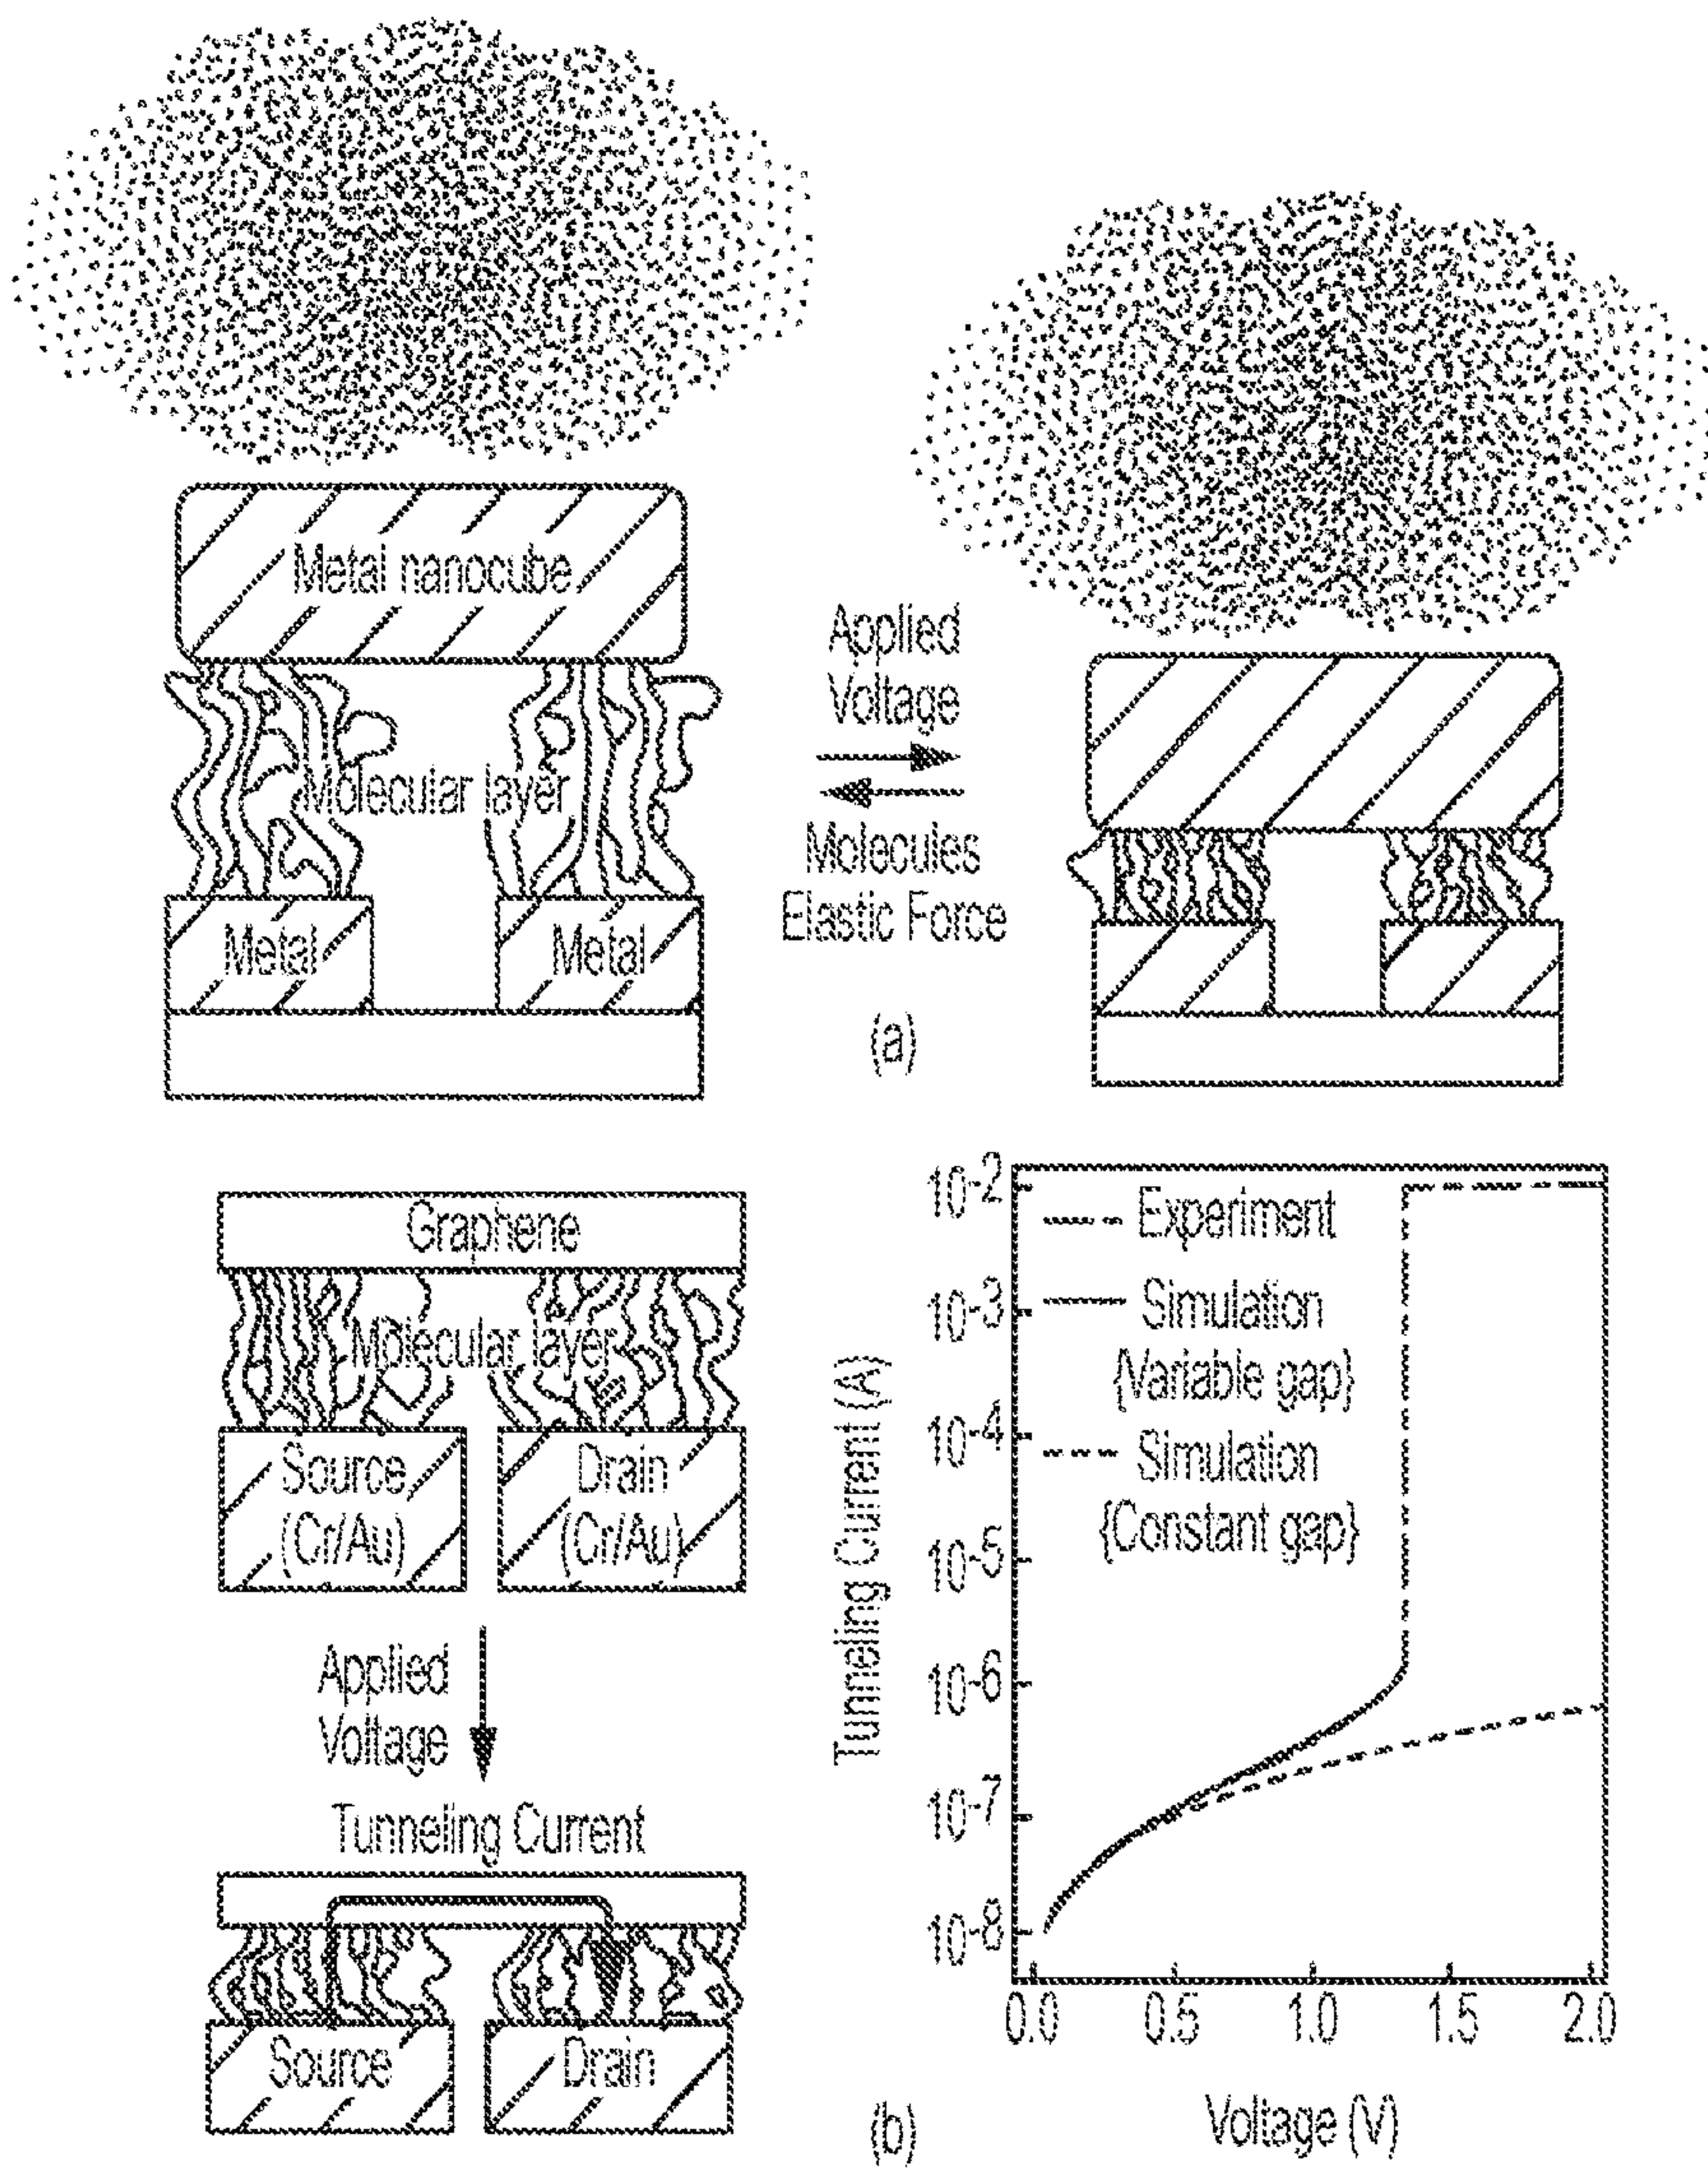 Metal nanocube
Molecular layer
Metal
Metal
Applied
Voltage
Molecules
Elastic Force
(a)
Graphene
Molecular layer
Source
(Cr/Au)
Drain
(Cr/Au)
Applied
Voltage
Tunneling Current
Source
Drain
Tunneling Current (A)
10-2
10-3
10-4
10-5
10-6
10-7
10-8
Experiment
Simulation
{Variable gap}
Simulation
{Constant gap}
0.0 0.5 1.0 1.5 2.0
Voltage (V)
(b)